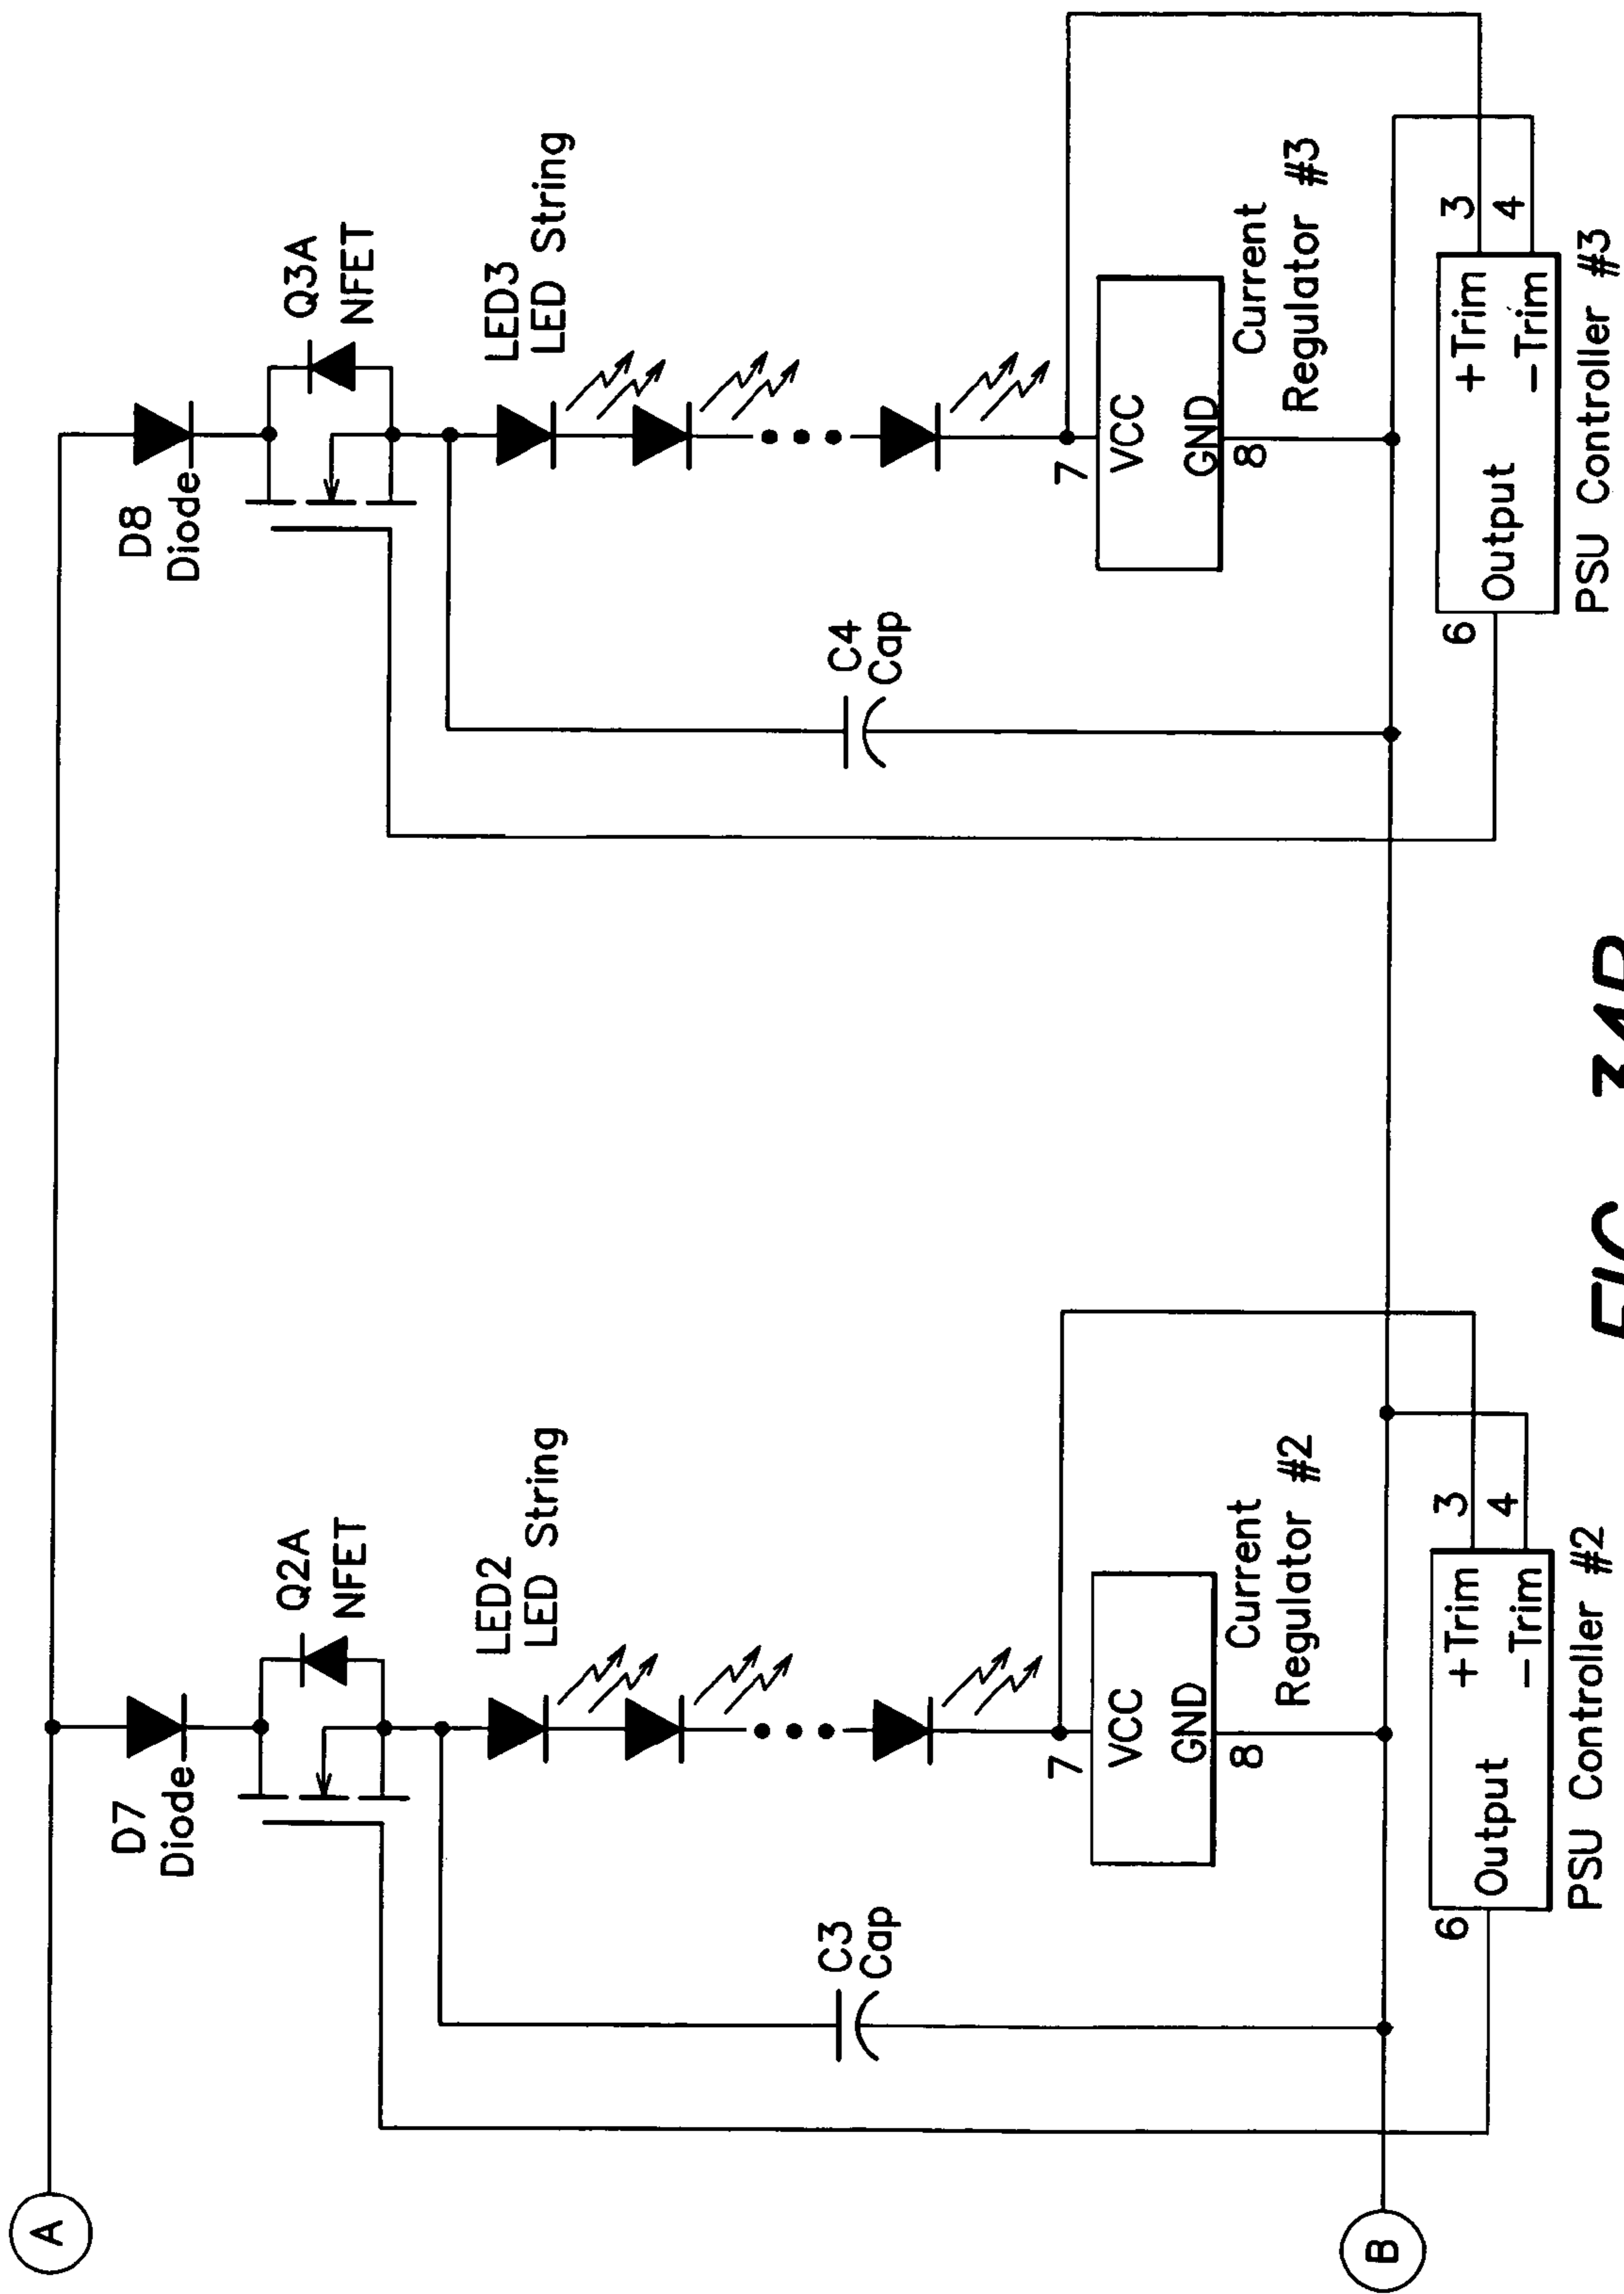 A
D7
Diode
Q2A
NFET
LED2
LED String
C3
Cap
7
VCC
GND
8
Current
Regulator #2
B
6
Output
+Trim
-Trim
3
4
PSU Controller #2
D8
Diode
Q3A
NFET
LED3
LED String
C4
Cap
7
VCC
GND
8
Current
Regulator #3
6
Output
+Trim
-Trim
3
4
PSU Controller #3